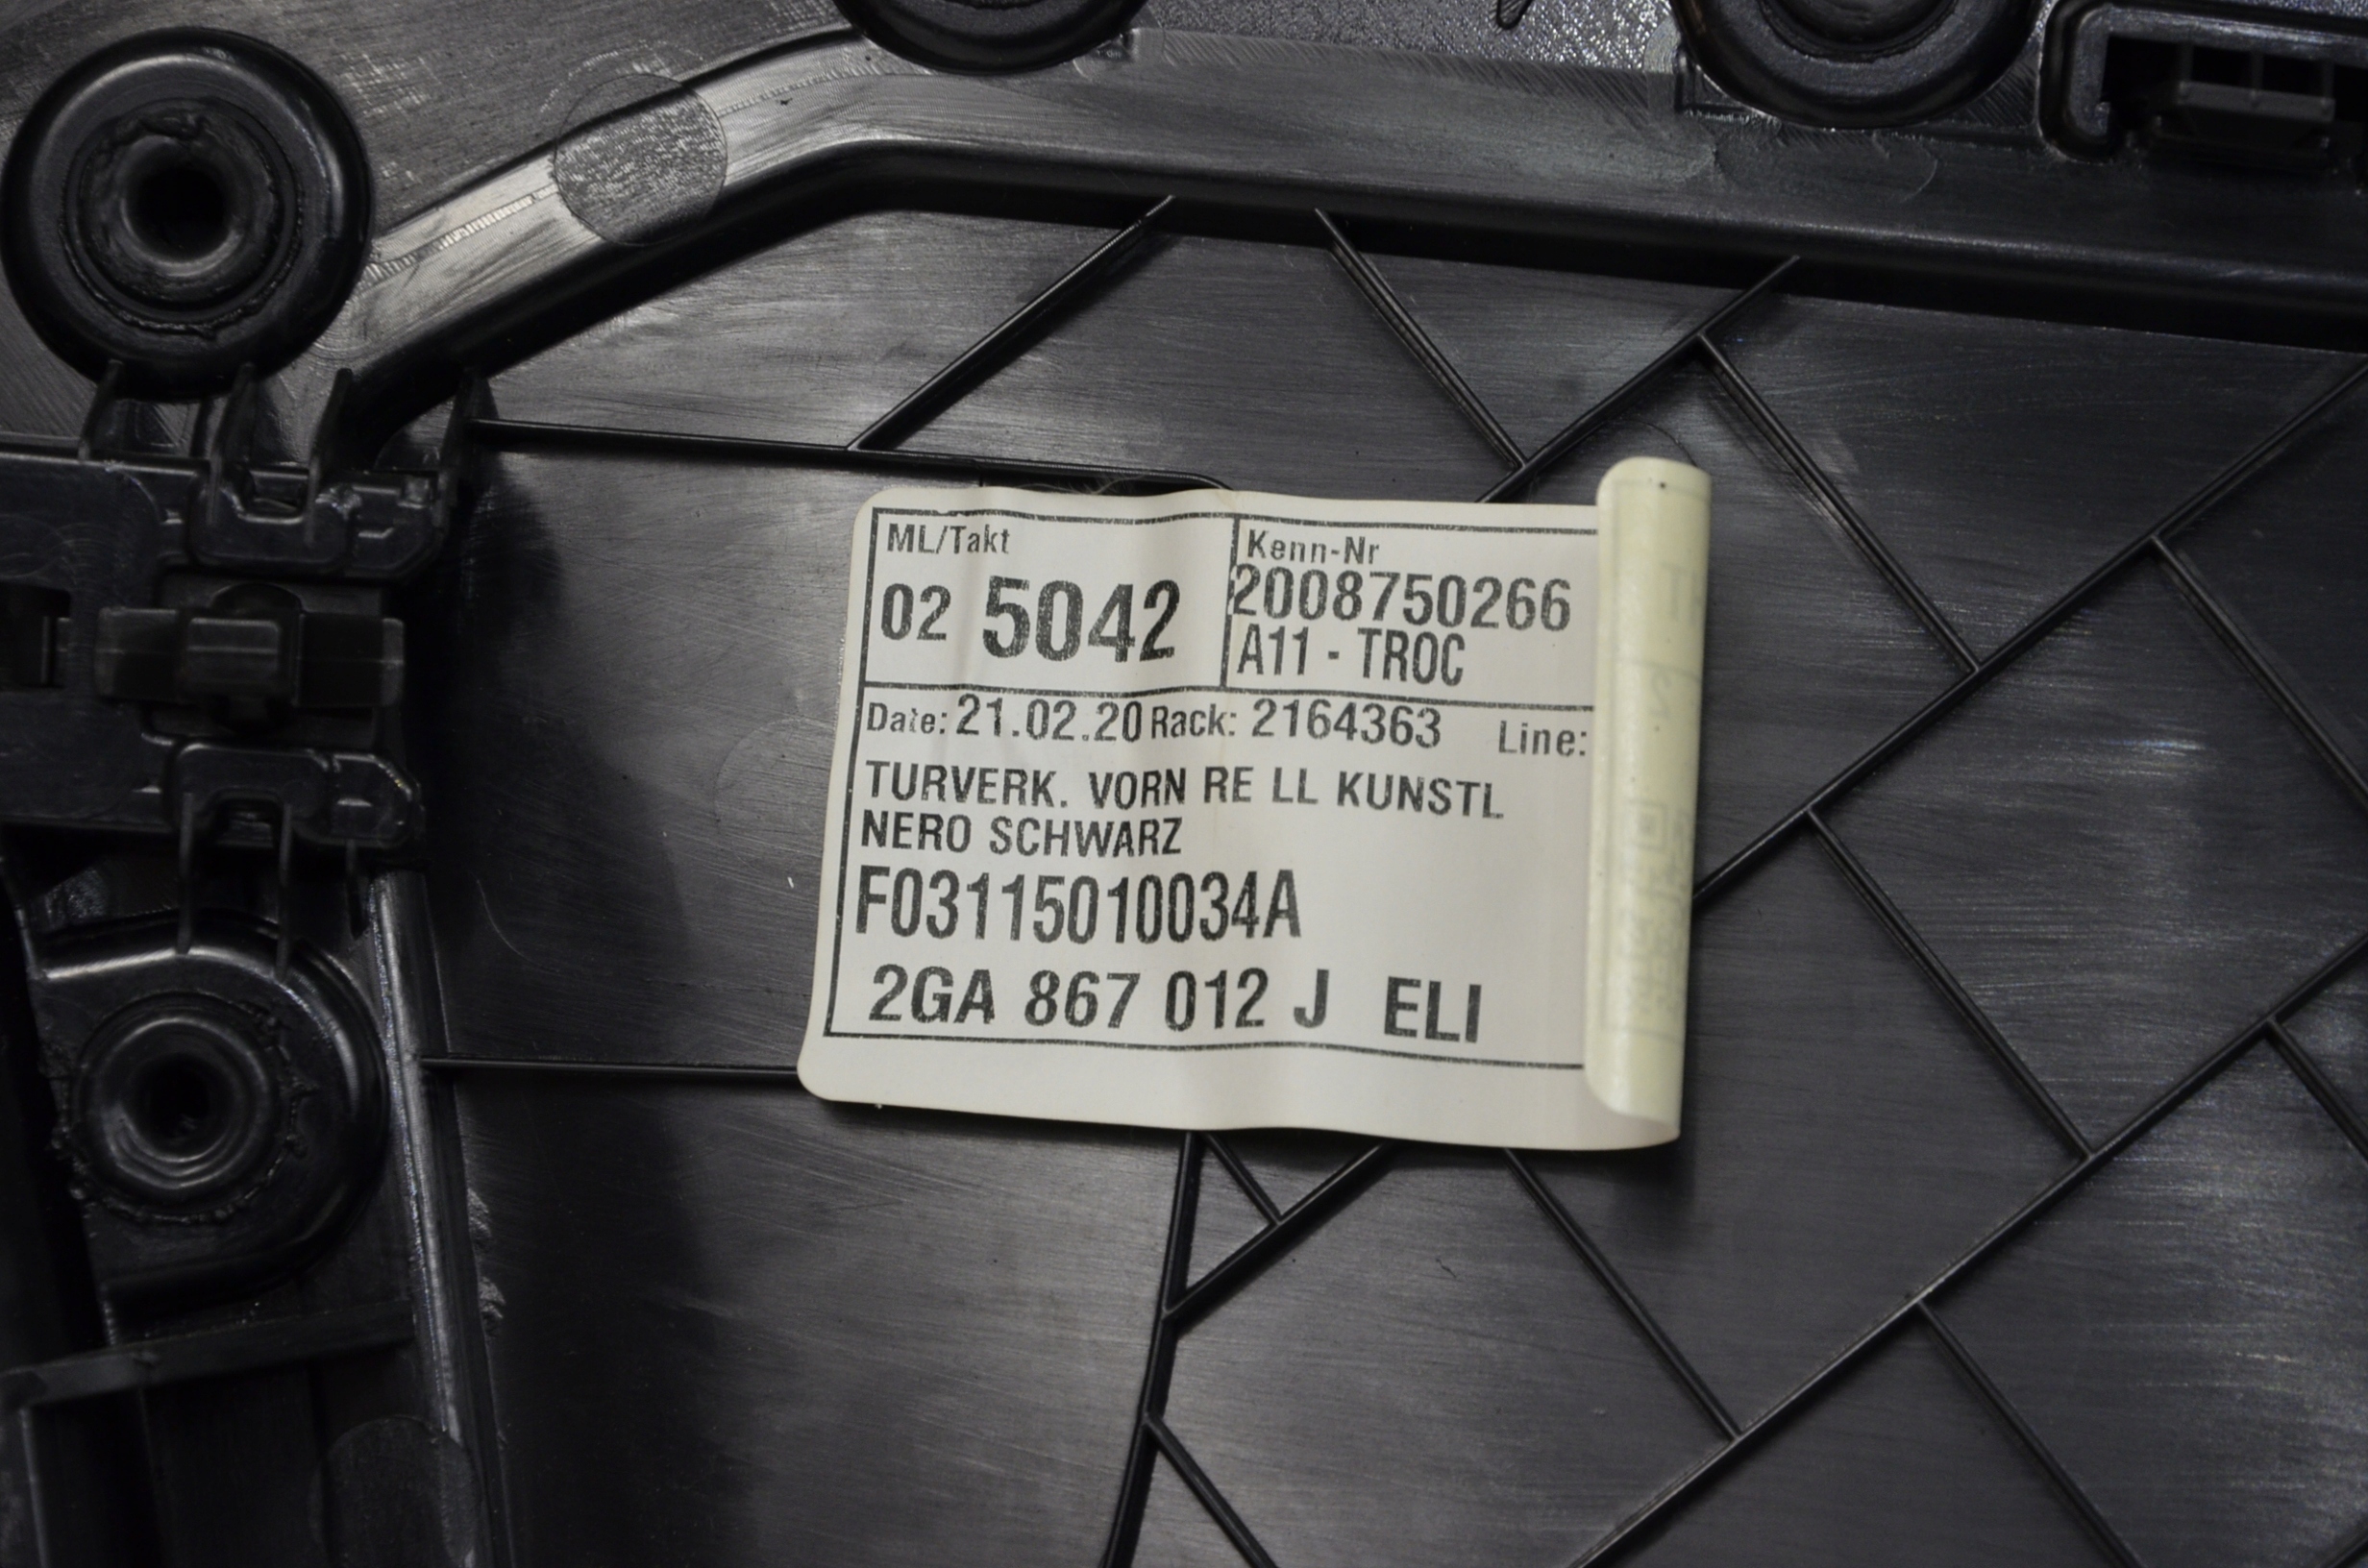 ML/Takt
02 5042
Kenn-Nr
2008750266
A11 - TROC
Date: 21.02.20 Rack: 2164363 Line:
TURVERK. VORN RE LL KUNSTL
NERO SCHWARZ
F03115010034A
2GA 867 012 J ELI